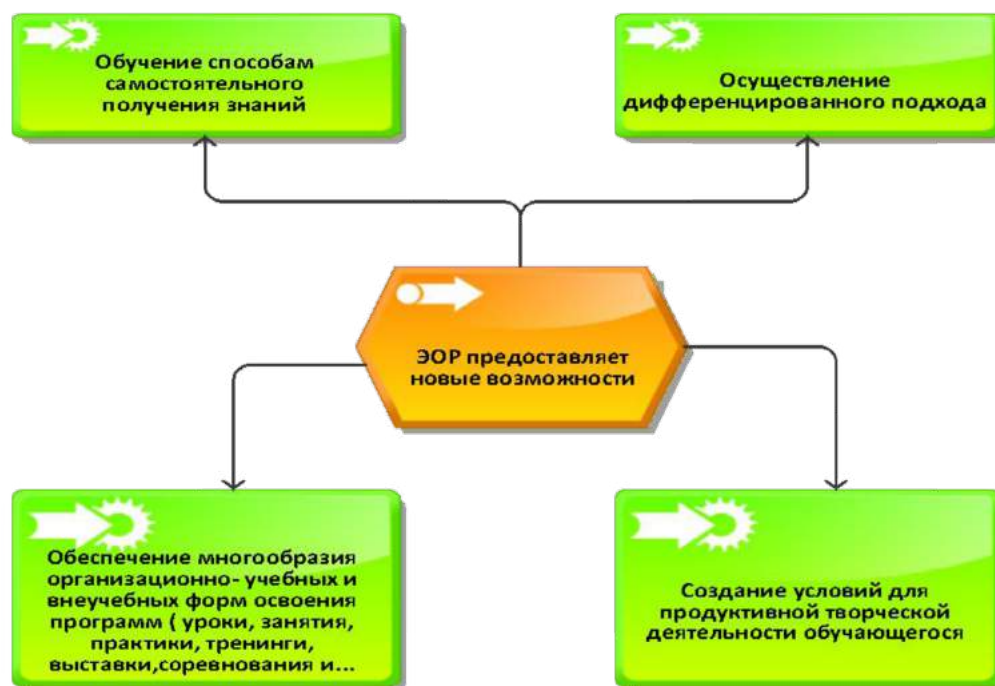 Обучение способам
самостоятельного
получения знаний
Осуществление
дифференцированного подхода
ЭОР предоставляет
новые возможности
Обеспечение многообразия
организационно- учебных и
внеучебных форм освоения
программ ( уроки, занятия,
практики, тренинги,
выставки,соревнования и...
Создание условий для
продуктивной творческой
деятельности обучающегося